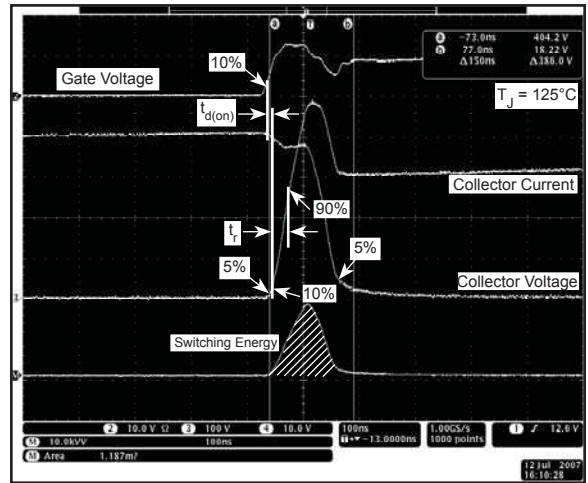 a T b
a -73.0ns 404.2 V
b 77.0ns 18.22 V
Δ150ns Δ386.0 V
10%
Gate Voltage
TJ = 125°C
td(on)
Collector Current
90%
tr
5% 5%
10% Collector Voltage
Switching Energy
M
2 10.0 V Ω 3 100 V 4 10.0 V 100ns 1.00GS/s 1 12.0 V
M 10.0kVV 100ns -13.0000ns 1000 points
M Area 1.187m?
12 Jul 2007
16:10:28